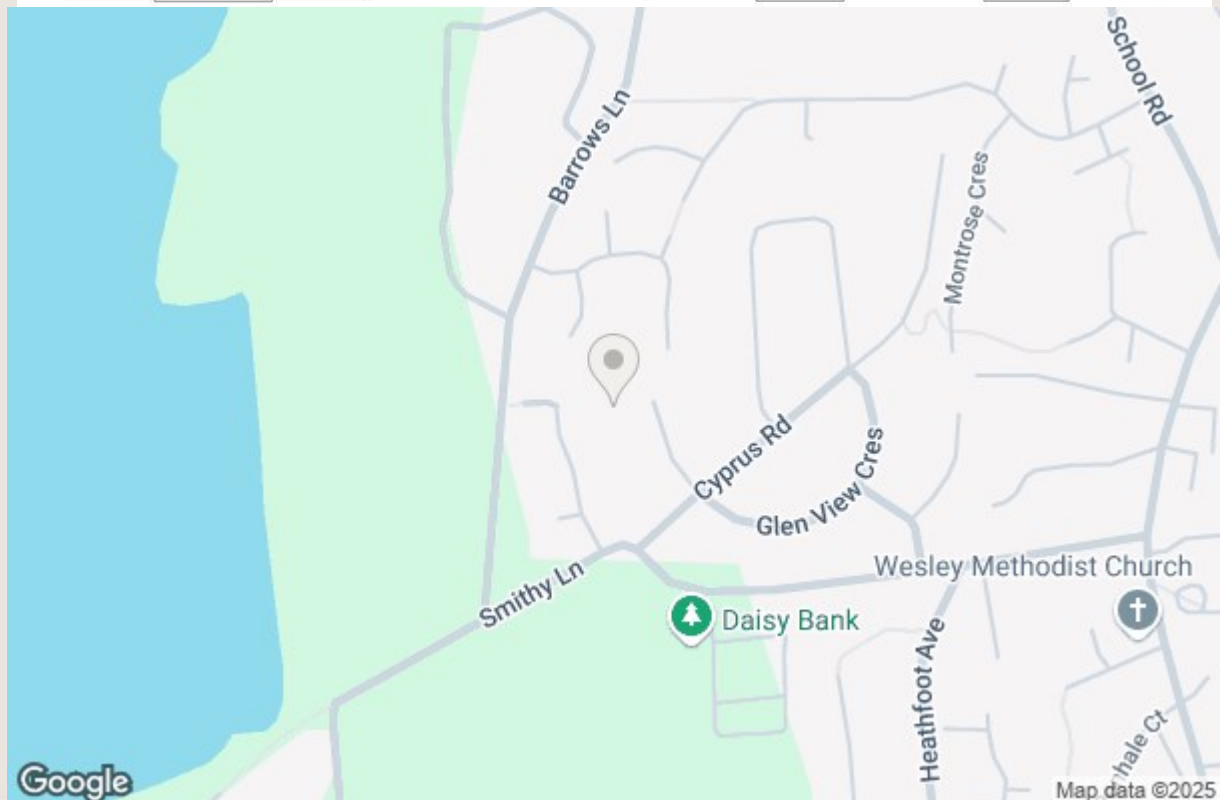 School Rd
Barrows Ln
Montrose Cres
Cyprus Rd
Glen View Cres
Wesley Methodist Church
Smithy Ln
Daisy Bank
Heathfoot Ave
Ct
Google
Map data ©2025